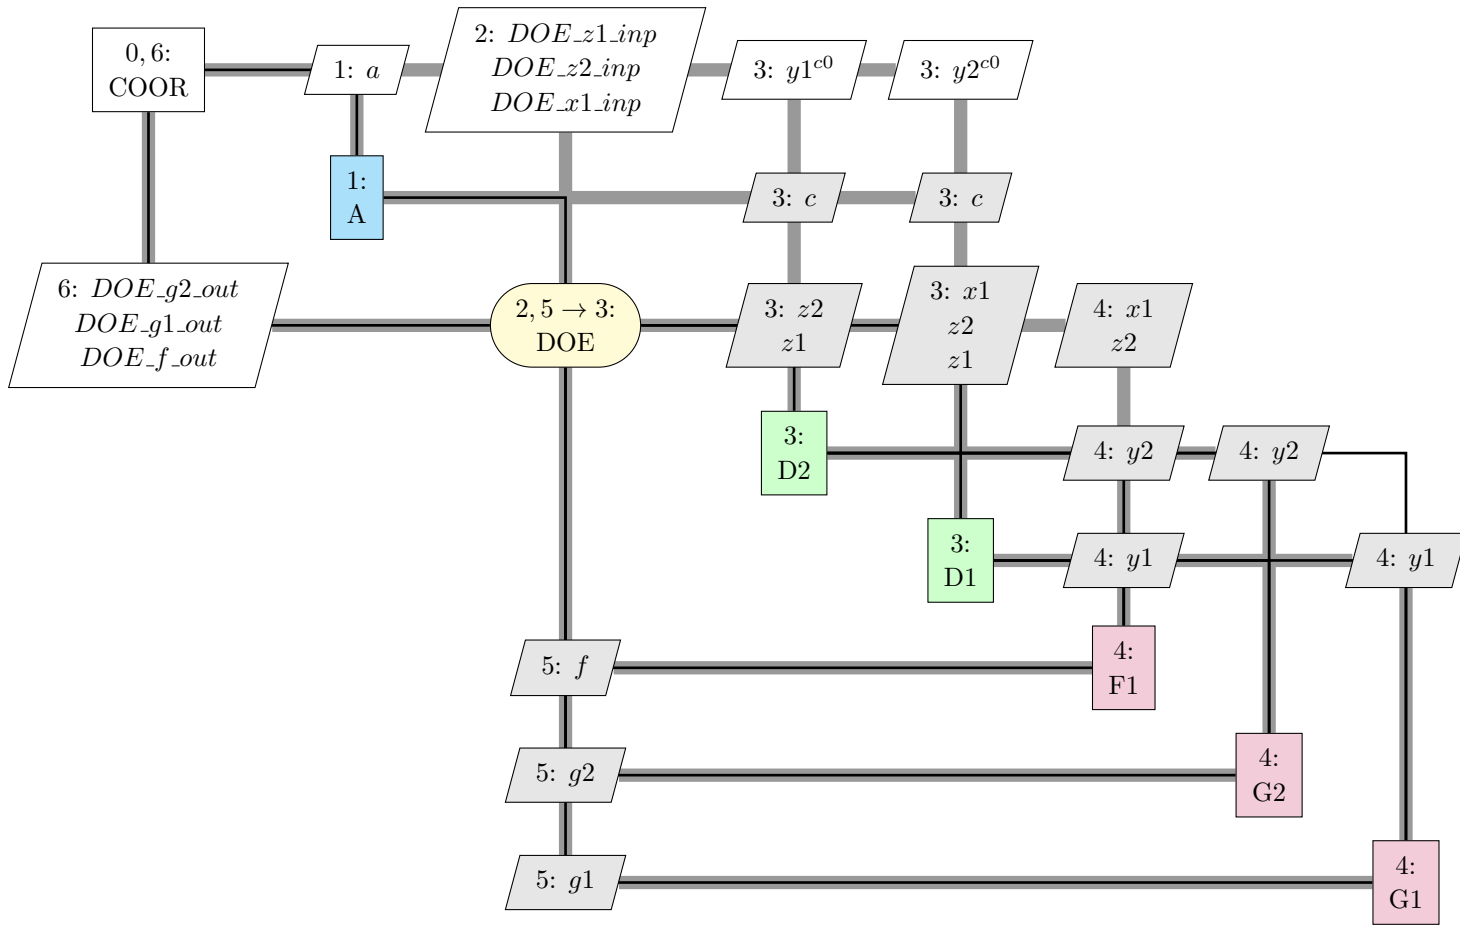 0, 6:
COOR
1: a
2: DOE_z1_inp
DOE_z2_inp
DOE_x1_inp
3: y1^{c0}
3: y2^{c0}
1:
A
3: c
3: c
6: DOE_g2_out
DOE_g1_out
DOE_f_out
2, 5 → 3:
DOE
3: z2
z1
3: x1
z2
z1
4: x1
z2
3:
D2
4: y2
4: y2
3:
D1
4: y1
4: y1
5: f
4:
F1
5: g2
4:
G2
5: g1
4:
G1